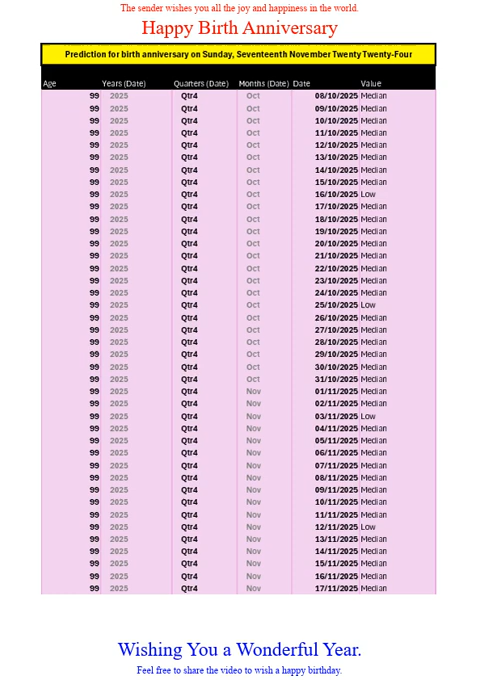 The sender wishes you all the joy and happiness in the world.
Happy Birth Anniversary
Prediction for birth anniversary on Sunday, Seventeenth November Twenty Twenty-Four
Age Years (Date) Quarters (Date) Months (Date) Date Value
99 2025 Qtr4 Oct 08/10/2025 Median
99 2025 Qtr4 Oct 09/10/2025 Median
99 2025 Qtr4 Oct 10/10/2025 Median
99 2025 Qtr4 Oct 11/10/2025 Median
99 2025 Qtr4 Oct 12/10/2025 Median
99 2025 Qtr4 Oct 13/10/2025 Median
99 2025 Qtr4 Oct 14/10/2025 Median
99 2025 Qtr4 Oct 15/10/2025 Median
99 2025 Qtr4 Oct 16/10/2025 Low
99 2025 Qtr4 Oct 17/10/2025 Median
99 2025 Qtr4 Oct 18/10/2025 Median
99 2025 Qtr4 Oct 19/10/2025 Median
99 2025 Qtr4 Oct 20/10/2025 Median
99 2025 Qtr4 Oct 21/10/2025 Median
99 2025 Qtr4 Oct 22/10/2025 Median
99 2025 Qtr4 Oct 23/10/2025 Median
99 2025 Qtr4 Oct 24/10/2025 Median
99 2025 Qtr4 Oct 25/10/2025 Low
99 2025 Qtr4 Oct 26/10/2025 Median
99 2025 Qtr4 Oct 27/10/2025 Median
99 2025 Qtr4 Oct 28/10/2025 Median
99 2025 Qtr4 Oct 29/10/2025 Median
99 2025 Qtr4 Oct 30/10/2025 Median
99 2025 Qtr4 Oct 31/10/2025 Median
99 2025 Qtr4 Nov 01/11/2025 Median
99 2025 Qtr4 Nov 02/11/2025 Median
99 2025 Qtr4 Nov 03/11/2025 Low
99 2025 Qtr4 Nov 04/11/2025 Median
99 2025 Qtr4 Nov 05/11/2025 Median
99 2025 Qtr4 Nov 06/11/2025 Median
99 2025 Qtr4 Nov 07/11/2025 Median
99 2025 Qtr4 Nov 08/11/2025 Median
99 2025 Qtr4 Nov 09/11/2025 Median
99 2025 Qtr4 Nov 10/11/2025 Median
99 2025 Qtr4 Nov 11/11/2025 Median
99 2025 Qtr4 Nov 12/11/2025 Low
99 2025 Qtr4 Nov 13/11/2025 Median
99 2025 Qtr4 Nov 14/11/2025 Median
99 2025 Qtr4 Nov 15/11/2025 Median
99 2025 Qtr4 Nov 16/11/2025 Median
99 2025 Qtr4 Nov 17/11/2025 Median
Wishing You a Wonderful Year.
Feel free to share the video to wish a happy birthday.